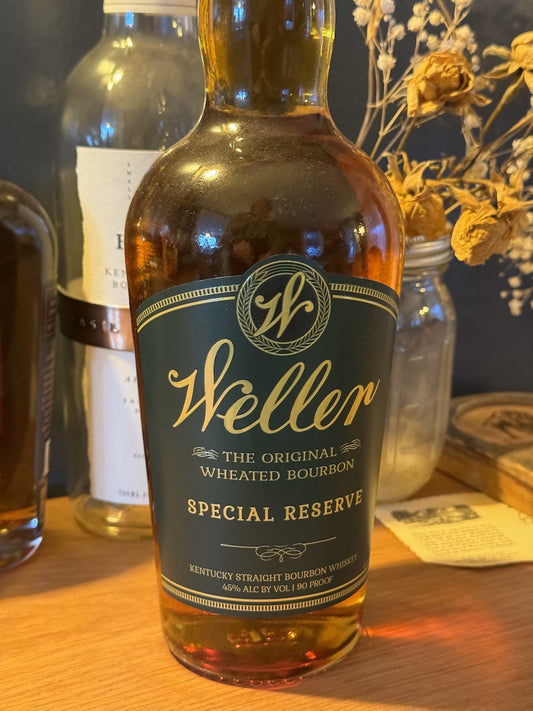 W
Weller
THE ORIGINAL
WHEATED BOURBON
SPECIAL RESERVE
KENTUCKY STRAIGHT BOURBON WHISKEY
45% ALC BY VOL | 90 PROOF